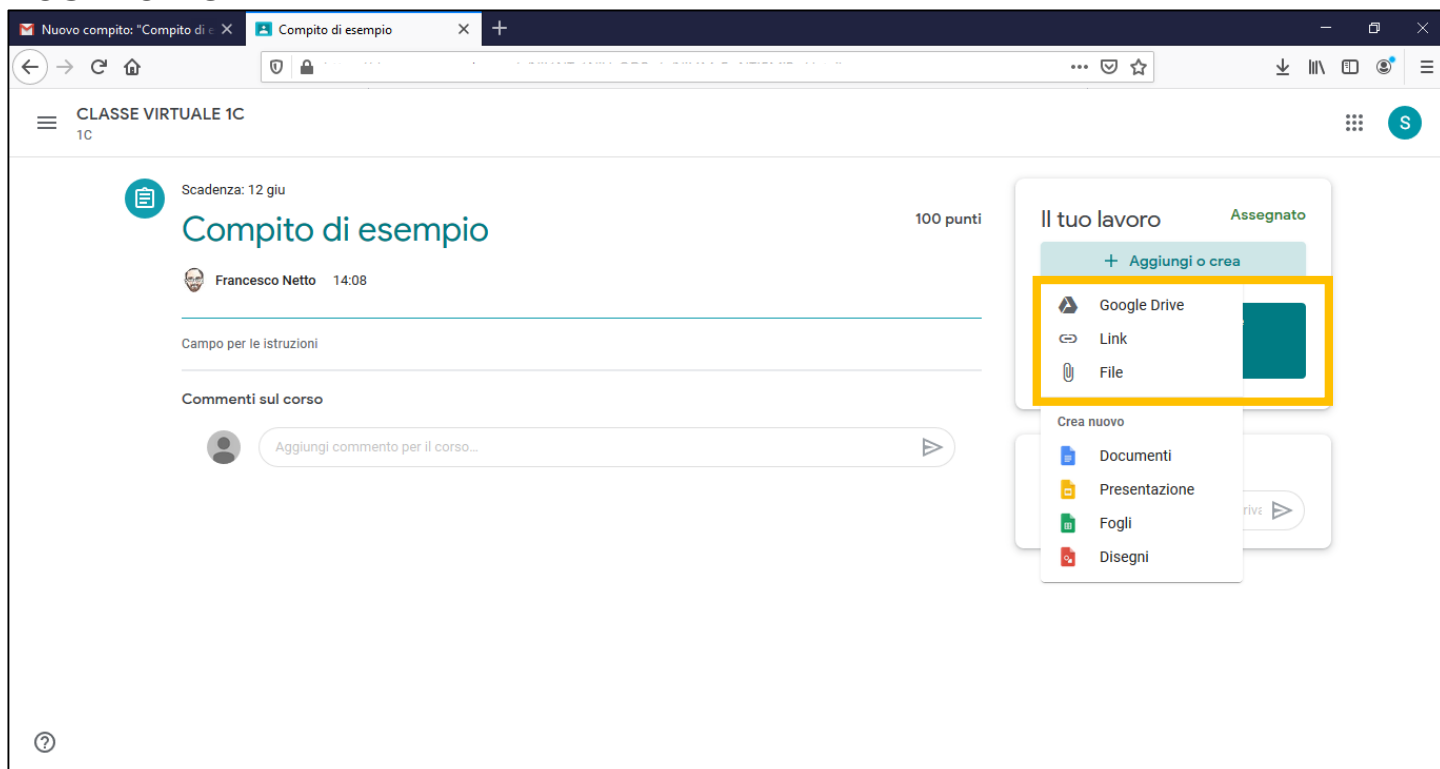 Nuovo compito: "Compito di e
Compito di esempio
CLASSE VIRTUALE 1C
1C
S
Scadenza: 12 giu
Compito di esempio
100 punti
Francesco Netto 14:08
Campo per le istruzioni
Commenti sul corso
Aggiungi commento per il corso...
Il tuo lavoro
Assegnato
+ Aggiungi o crea
Google Drive
Link
File
Crea nuovo
Documenti
Presentazione
Fogli
Disegni